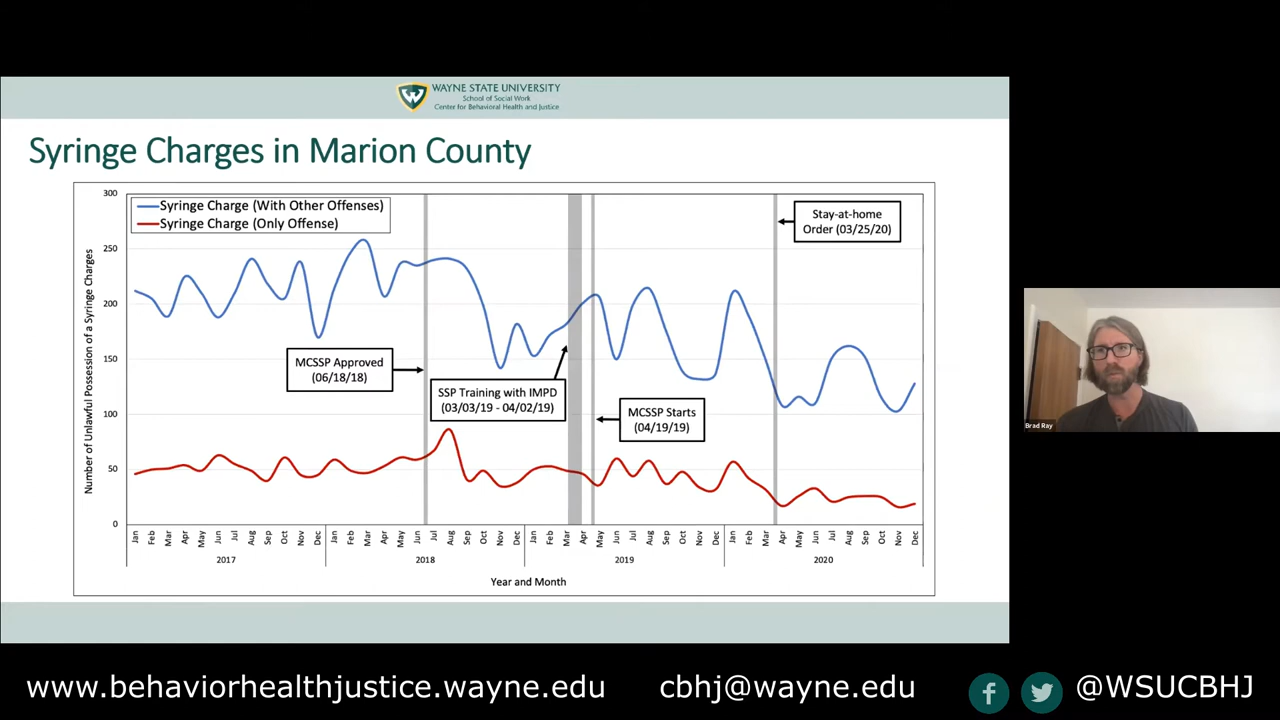 WAYNE STATE UNIVERSITY
School of Social Work
Center for Behavioral Health and Justice
Syringe Charges in Marion County
Number of Unlawful Possession of a Syringe Charges
300
250
200
150
100
50
0
Syringe Charge (With Other Offenses)
Syringe Charge (Only Offense)
MCSSP Approved
(06/18/18)
SSP Training with IMPD
(03/03/19 - 04/02/19)
MCSSP Starts
(04/19/19)
Stay-at-home
Order (03/25/20)
Jan Feb Mar Apr May Jun Jul Aug Sep Oct Nov Dec Jan Feb Mar Apr May Jun Jul Aug Sep Oct Nov Dec Jan Feb Mar Apr May Jun Jul Aug Sep Oct Nov Dec Jan Feb Mar Apr May Jun Jul Aug Sep Oct Nov Dec
2017 2018 2019 2020
Year and Month
Brad Ray
www.behaviorhealthjustice.wayne.edu cbhj@wayne.edu @WSUCBHJ